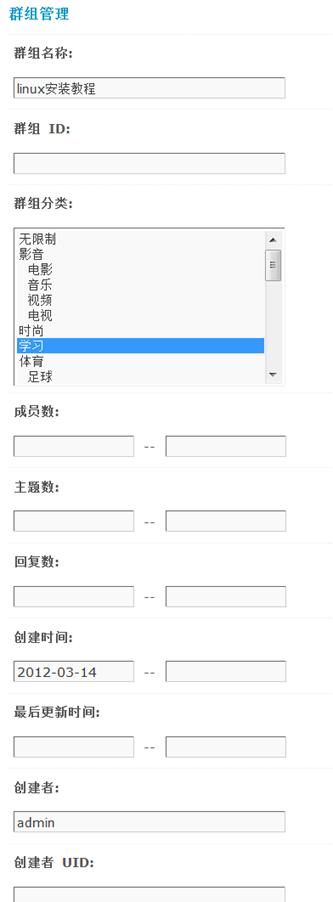 群组管理
群组名称:
linux安装教程
群组 ID:
群组分类:
无限制
影音
电影
音乐
视频
电视
时尚
学习
体育
足球
成员数:
--
主题数:
--
回复数:
--
创建时间:
2012-03-14 --
最后更新时间:
--
创建者:
admin
创建者 UID: